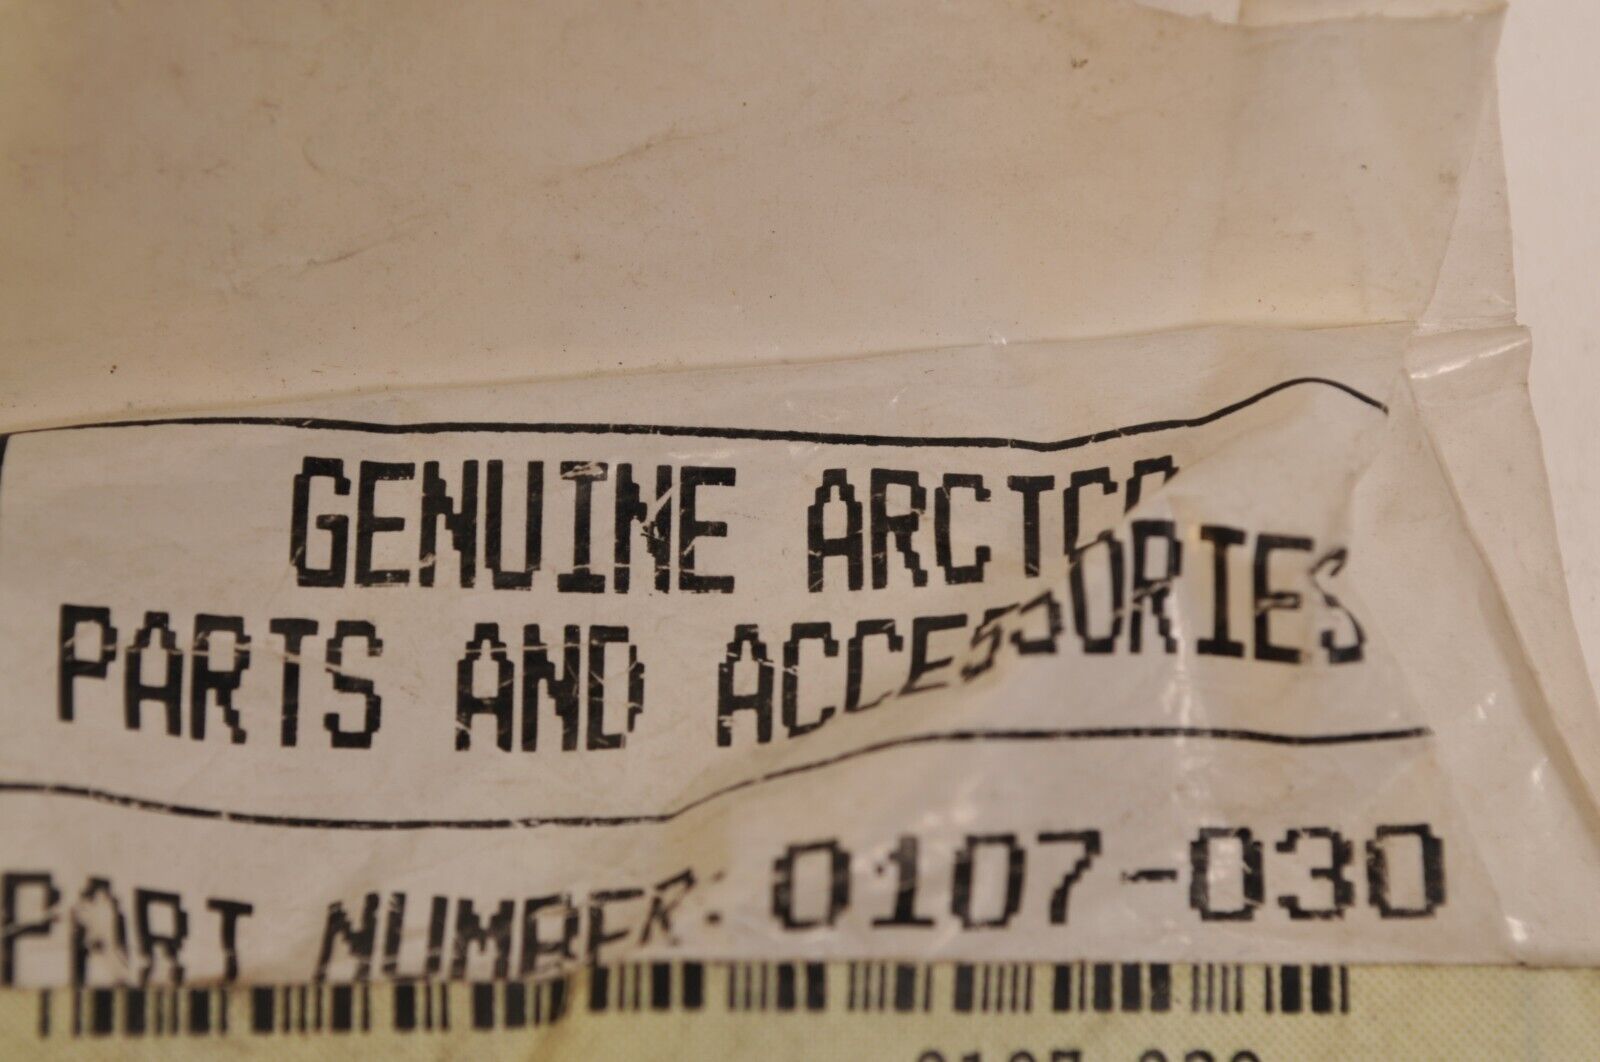 GENUINE ARCTCO
PARTS AND ACCESSORIES
PART NUMBER: 0107-030